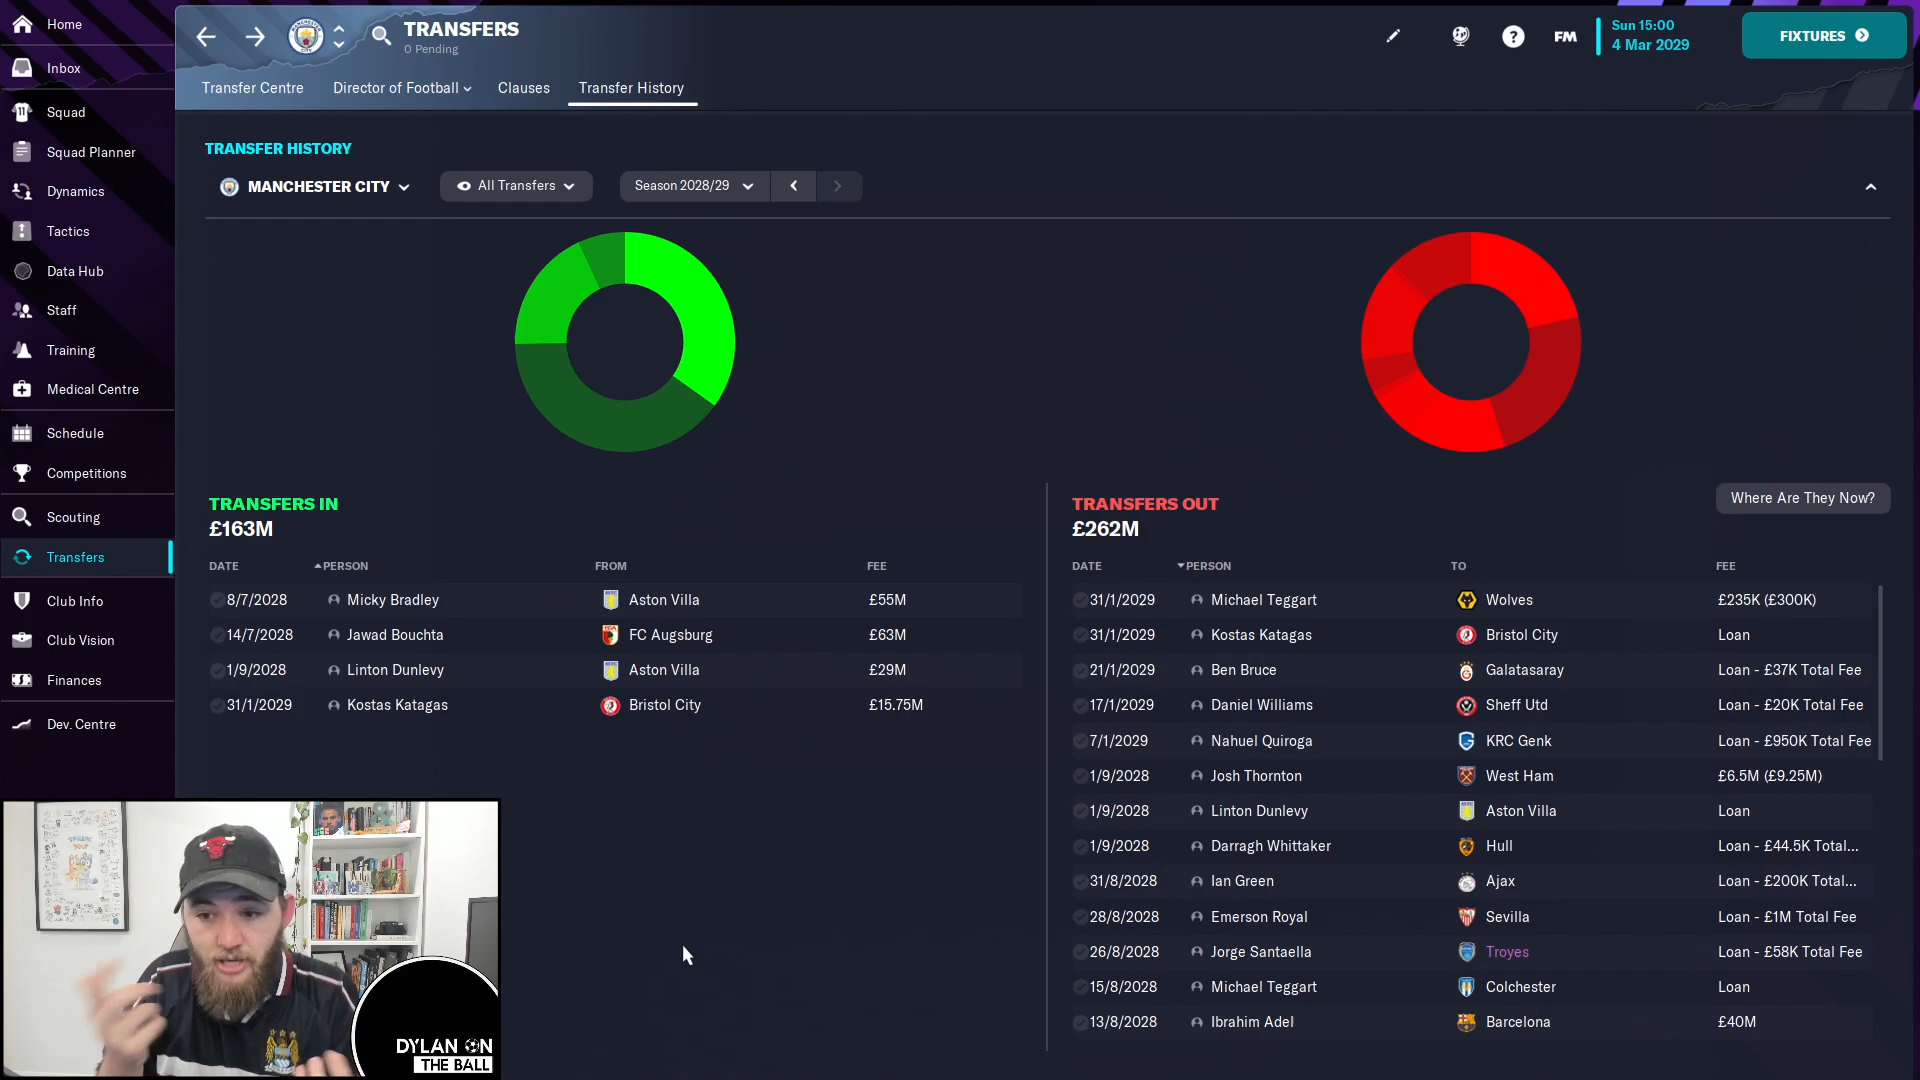 Home
Inbox
Squad
Squad Planner
Dynamics
Tactics
Data Hub
Staff
Training
Medical Centre
Schedule
Competitions
Scouting
Transfers
Club Info
Club Vision
Finances
Dev. Centre
TRANSFERS
0 Pending
FM
Sun 15:00
4 Mar 2029
FIXTURES
Transfer Centre Director of Football Clauses Transfer History
TRANSFER HISTORY
MANCHESTER CITY All Transfers Season 2028/29
TRANSFERS IN
£163M
DATE PERSON FROM FEE
8/7/2028 Micky Bradley Aston Villa £55M
14/7/2028 Jawad Bouchta FC Augsburg £63M
1/9/2028 Linton Dunlevy Aston Villa £29M
31/1/2029 Kostas Katagas Bristol City £15.75M
TRANSFERS OUT
£262M
Where Are They Now?
DATE PERSON TO FEE
31/1/2029 Michael Teggart Wolves £235K (£300K)
31/1/2029 Kostas Katagas Bristol City Loan
21/1/2029 Ben Bruce Galatasaray Loan - £37K Total Fee
17/1/2029 Daniel Williams Sheff Utd Loan - £20K Total Fee
7/1/2029 Nahuel Quiroga KRC Genk Loan - £950K Total Fee
1/9/2028 Josh Thornton West Ham £6.5M (£9.25M)
1/9/2028 Linton Dunlevy Aston Villa Loan
1/9/2028 Darragh Whittaker Hull Loan - £44.5K Total...
31/8/2028 Ian Green Ajax Loan - £200K Total...
28/8/2028 Emerson Royal Sevilla Loan - £1M Total Fee
26/8/2028 Jorge Santaella Troyes Loan - £58K Total Fee
15/8/2028 Michael Teggart Colchester Loan
13/8/2028 Ibrahim Adel Barcelona £40M
DYLAN ON
THE BALL